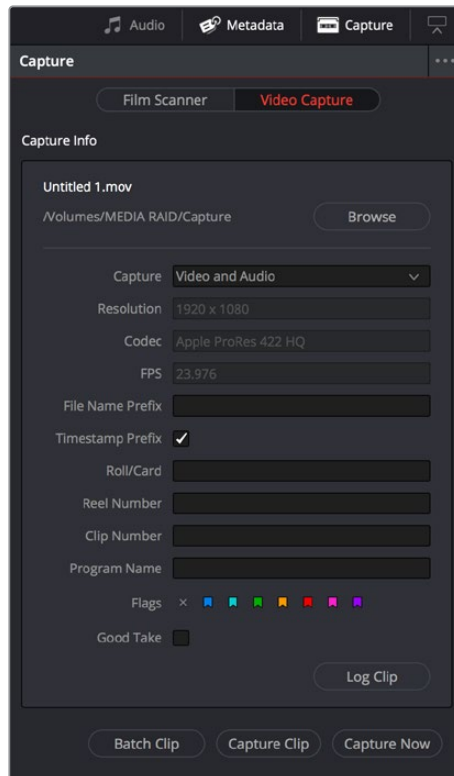 Audio Metadata Capture
Capture
Film Scanner Video Capture
Capture Info
Untitled 1.mov
/Volumes/MEDIA RAID/Capture Browse
Capture Video and Audio
Resolution 1920 x 1080
Codec Apple ProRes 422 HQ
FPS 23.976
File Name Prefix
Timestamp Prefix
Roll/Card
Reel Number
Clip Number
Program Name
Flags
Good Take
Log Clip
Batch Clip Capture Clip Capture Now